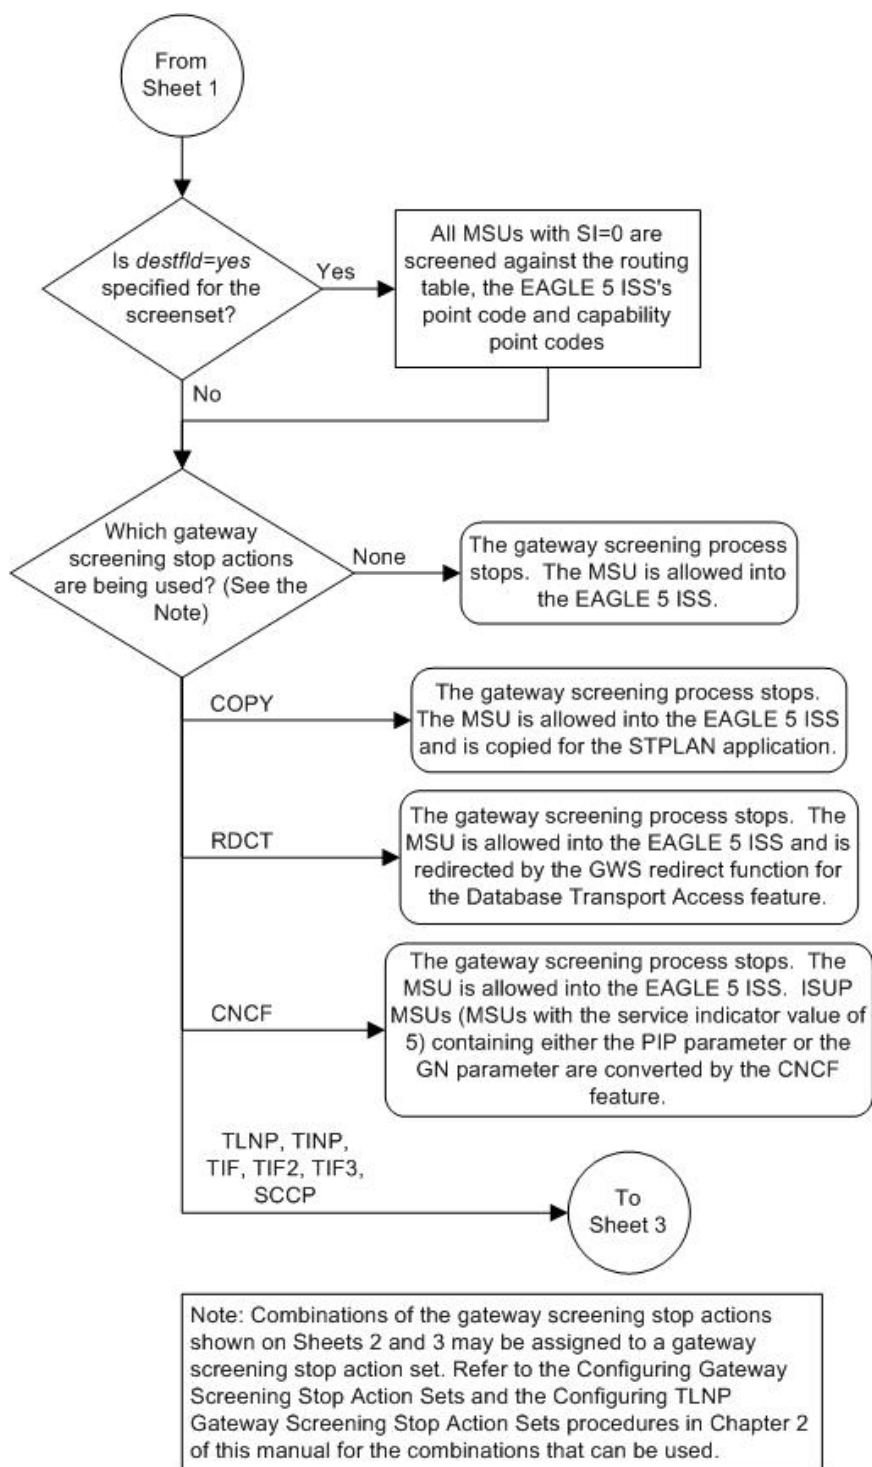 From
Sheet 1
Is destfld=yes
specified for the
screenset?
Yes
All MSUs with SI=0 are
screened against the routing
table, the EAGLE 5 ISS's
point code and capability
point codes
No
Which gateway
screening stop actions
are being used? (See the
Note)
None
The gateway screening process
stops. The MSU is allowed into
the EAGLE 5 ISS.
COPY
The gateway screening process stops.
The MSU is allowed into the EAGLE 5 ISS
and is copied for the STPLAN application.
RDCT
The gateway screening process stops. The
MSU is allowed into the EAGLE 5 ISS and is
redirected by the GWS redirect function for
the Database Transport Access feature.
CNCF
The gateway screening process stops. The
MSU is allowed into the EAGLE 5 ISS. ISUP
MSUs (MSUs with the service indicator value of
5) containing either the PIP parameter or the
GN parameter are converted by the CNCF
feature.
TLNP, TINP,
TIF, TIF2, TIF3,
SCCP
To
Sheet 3
Note: Combinations of the gateway screening stop actions
shown on Sheets 2 and 3 may be assigned to a gateway
screening stop action set. Refer to the Configuring Gateway
Screening Stop Action Sets and the Configuring TLNP
Gateway Screening Stop Action Sets procedures in Chapter 2
of this manual for the combinations that can be used.